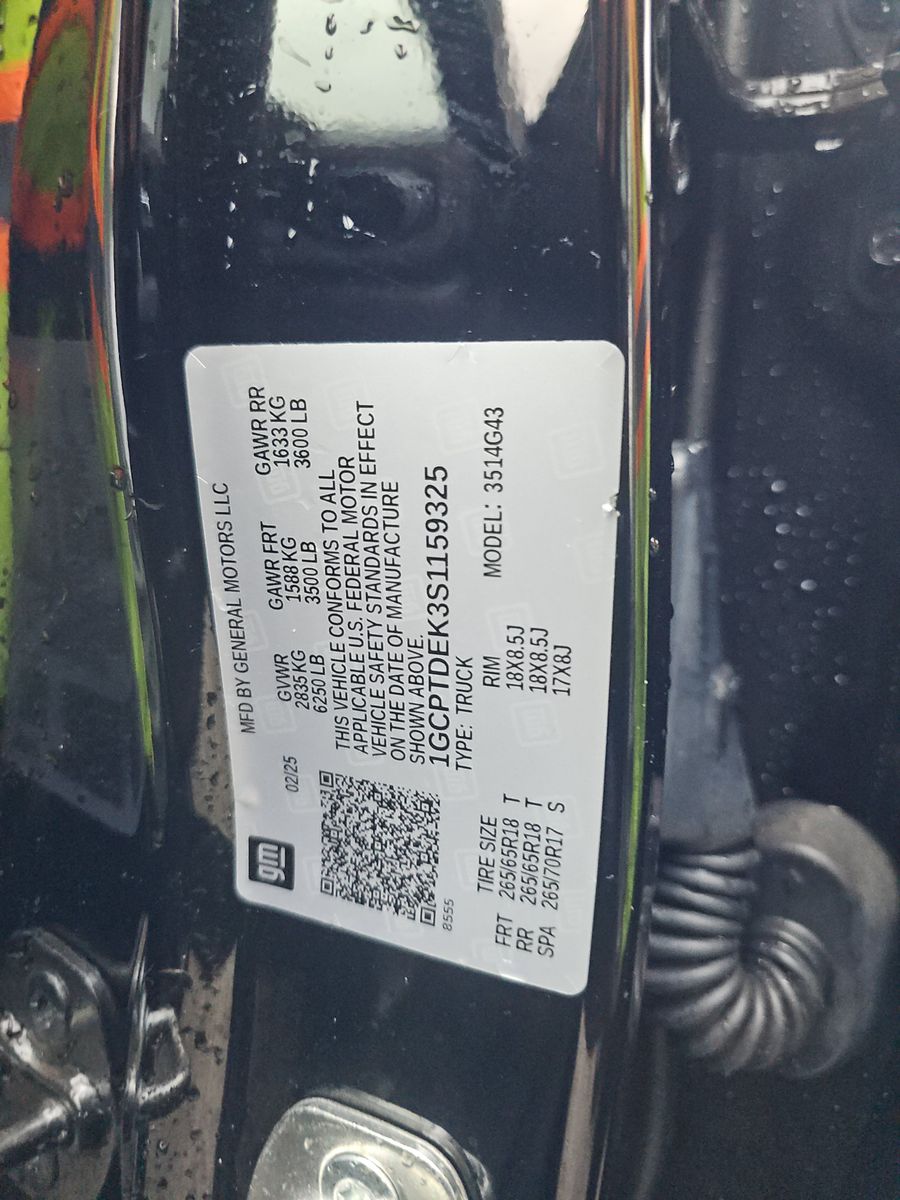 gm
02/25
MFD BY GENERAL MOTORS LLC
GVWR GAWR FRT GAWR RR
2835 KG 1588 KG 1633 KG
6250 LB 3500 LB 3600 LB
THIS VEHICLE CONFORMS TO ALL
APPLICABLE U.S. FEDERAL MOTOR
VEHICLE SAFETY STANDARDS IN EFFECT
ON THE DATE OF MANUFACTURE
SHOWN ABOVE.
1GCPTDEK3S1159325
TYPE: TRUCK
8555
TIRE SIZE RIM MODEL: 3514G43
FRT 265/65R18 T 18X8.5J
RR 265/65R18 T 18X8.5J
SPA 265/70R17 S 17X8J